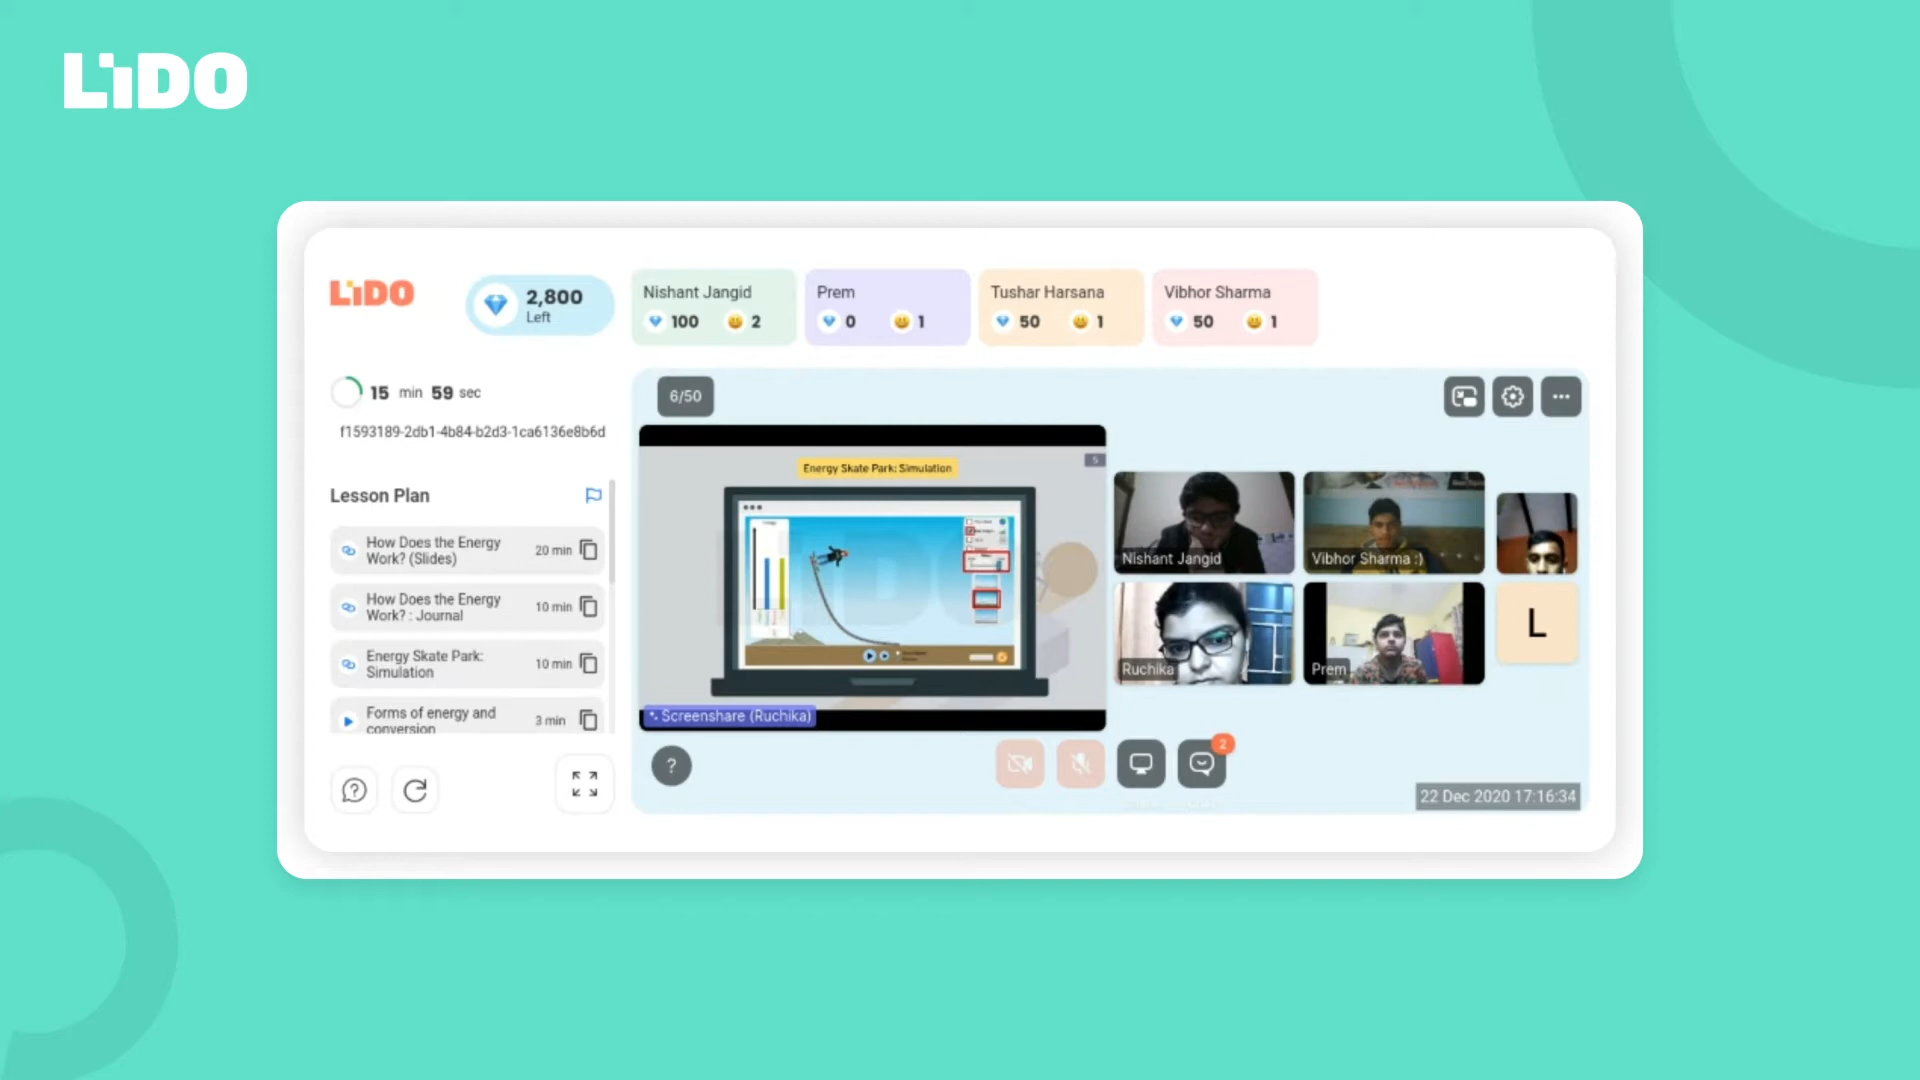 LiDO
LiDO
2,800
Left
Nishant Jangid
100 2
Prem
0 1
Tushar Harsana
50 1
Vibhor Sharma
50 1
15 min 59 sec
f1593189-2db1-4b84-b2d3-1ca6136e8b6d
Lesson Plan
How Does the Energy
Work? (Slides)
20 min
How Does the Energy
Work? : Journal
10 min
Energy Skate Park:
Simulation
10 min
Forms of energy and
conversion
3 min
6/50
Energy Skate Park: Simulation
5
Screenshare (Ruchika)
Nishant Jangid
Vibhor Sharma :)
Ruchika
Prem
L
?
2
22 Dec 2020 17:16:34